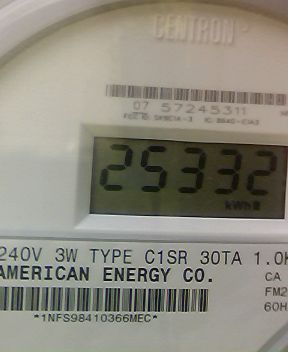 CENTRON
07 57245311
25332
kWh
240V 3W TYPE C1SR 30TA 1.0K
AMERICAN ENERGY CO.
CA
FM2
60H
*1NFS98410366MEC*